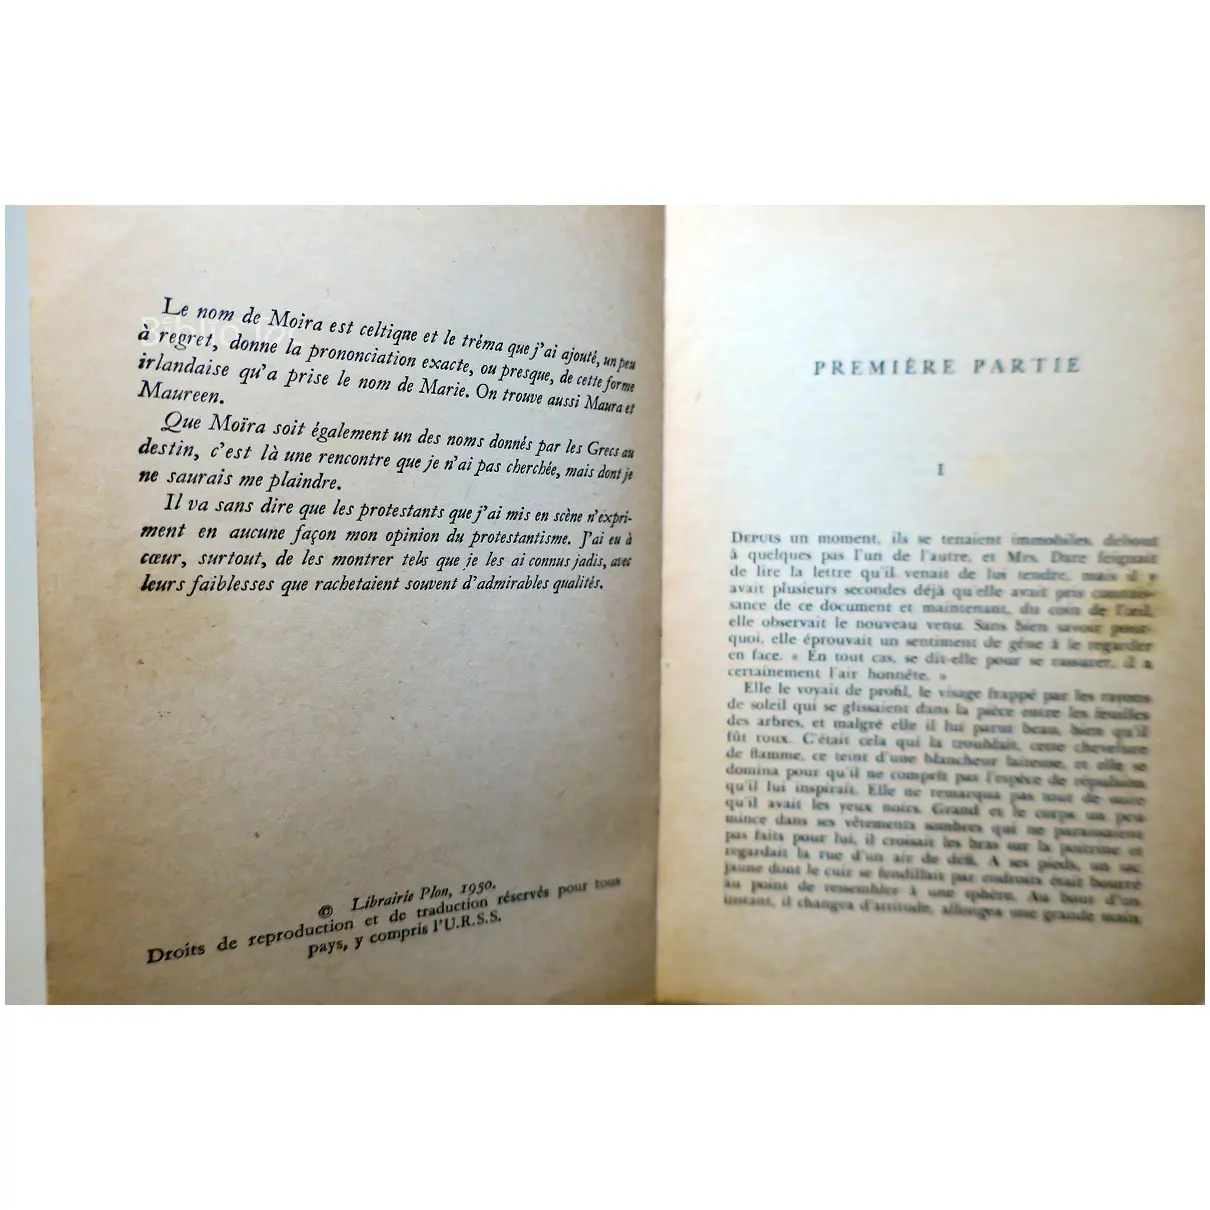 Le nom de Moïra est celtique et le tréma que j'ai ajouté, un peu
à regret, donne la prononciation exacte, ou presque, de cette forme
irlandaise qu'a prise le nom de Marie. On trouve aussi Maura et
Maureen.
Que Moïra soit également un des noms donnés par les Grecs au
destin, c'est là une rencontre que je n'ai pas cherchée, mais dont je
ne saurais me plaindre.
Il va sans dire que les protestants que j'ai mis en scène n'expri-
ment en aucune façon mon opinion du protestantisme. J'ai eu à
cœur, surtout, de les montrer tels que je les ai connus jadis, avec
leurs faiblesses que rachetaient souvent d'admirables qualités.
© Librairie Plon, 1950.
Droits de reproduction et de traduction réservés pour tous
pays, y compris l'U.R.S.S.
PREMIÈRE PARTIE
I
DEPUIS un moment, ils se tenaient immobiles, debout
à quelques pas l'un de l'autre, et Mrs. Dare feignait
de lire la lettre qu'il venait de lui tendre, mais il y
avait plusieurs secondes déjà qu'elle avait pris connais-
sance de ce document et maintenant, du coin de l'œil,
elle observait le nouveau venu. Sans bien savoir pour-
quoi, elle éprouvait un sentiment de gêne à le regarder
en face. « En tout cas, se dit-elle pour se rassurer, il a
certainement l'air honnête. »
Elle le voyait de profil, le visage frappé par les rayons
de soleil qui se glissaient dans la pièce entre les feuilles
des arbres, et malgré elle il lui parut beau, bien qu'il
fût roux. C'était cela qui la troublait, cette chevelure
de flamme, ce teint d'une blancheur laiteuse, et elle se
domina pour qu'il ne comprît pas l'espèce de répulsion
qu'il lui inspirait. Elle ne remarqua pas tout de suite
qu'il avait les yeux noirs. Grand et le corps un peu
mince dans ses vêtements sombres qui ne paraissaient
pas faits pour lui, il croisait les bras sur la poitrine et
regardait la rue d'un air de défi. A ses pieds, un sac
jaune dont le cuir se fendillait par endroits était bourré
au point de ressembler à une sphère. Au bout d'un
instant, il changea d'attitude, allongea une grande main